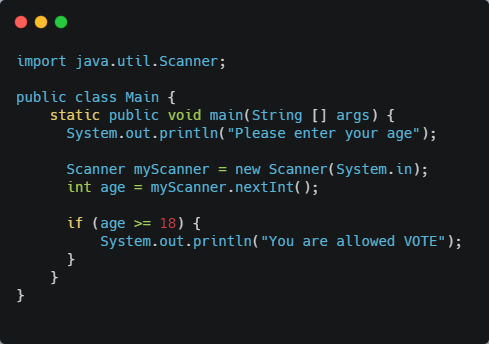 import java.util.Scanner;
public class Main {
static public void main(String [] args) {
System.out.println("Please enter your age");
Scanner myScanner = new Scanner(System.in);
int age = myScanner.nextInt();
if (age >= 18) {
System.out.println("You are allowed VOTE");
}
}
}